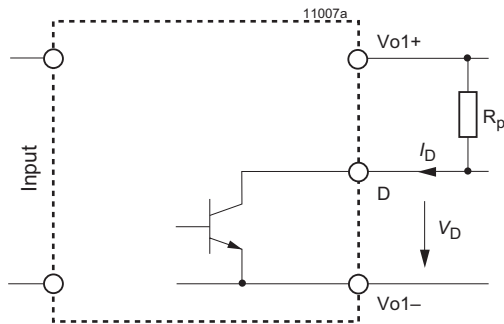 11007a
Vo1+
Rp
Input
ID
D
VD
Vo1–